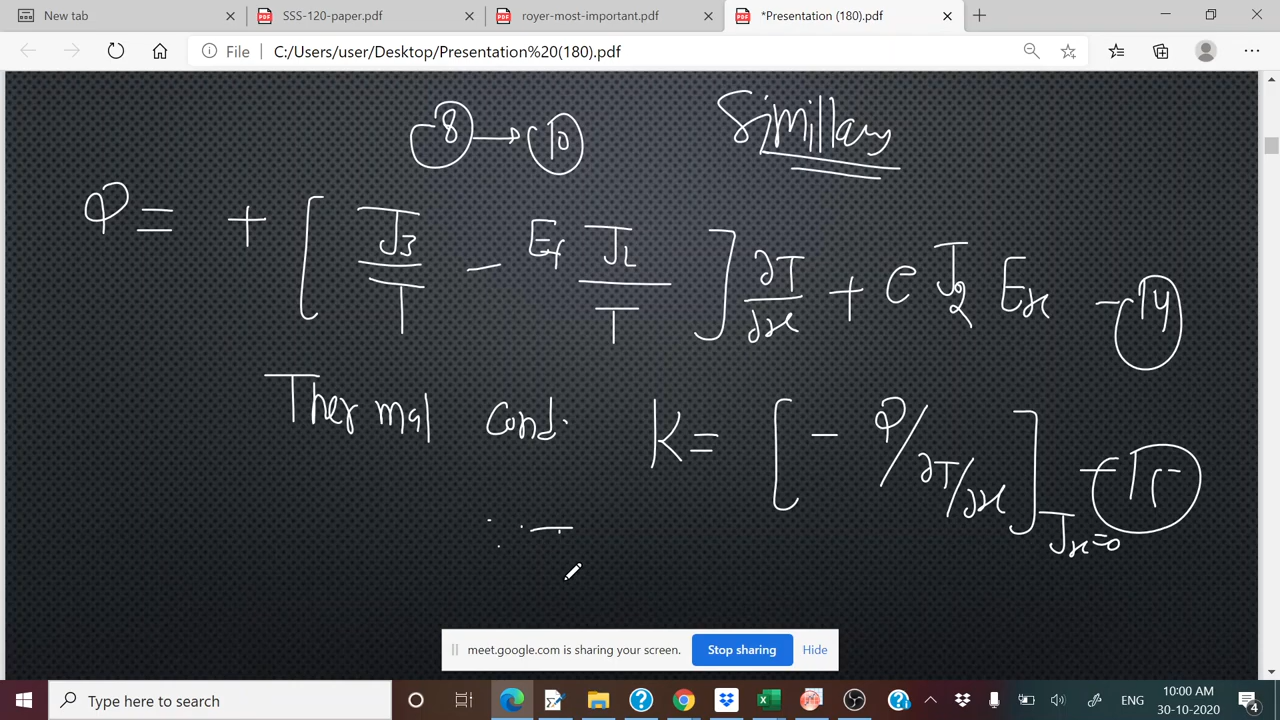 New tab SSS-120-paper.pdf royer-most-important.pdf *Presentation (180).pdf
File C:/Users/user/Desktop/Presentation%20(180).pdf
-8 → 10 Simillary
φ = + [ J3/T - Ef J2/T ] ∂T/∂x + e J2 Ex - 14
Thermal cond. K = [ - φ/∂T/∂x ]Jx=0 - 15
meet.google.com is sharing your screen. Stop sharing Hide
Type here to search ENG 10:00 AM 30-10-2020 4